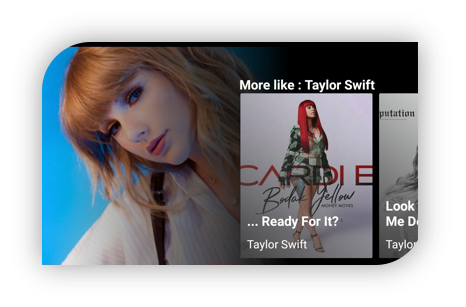 More like : Taylor Swift
CARDI B
Bodak Yellow
MONEY MOVES
... Ready For It?
Taylor Swift
putation
Look
Me Do
Taylor